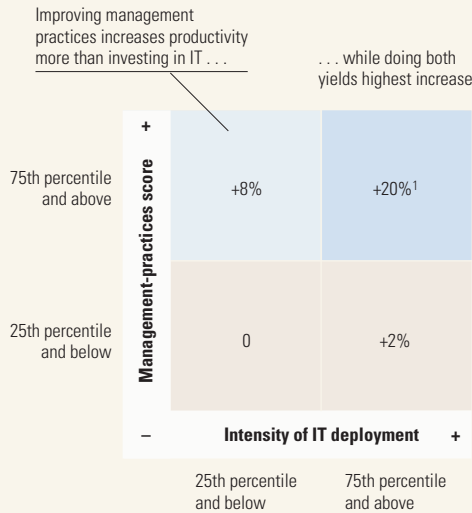 Improving management
practices increases productivity
more than investing in IT . . .
. . . while doing both
yields highest increase
+
75th percentile
and above
+8%
+20%1
Management-practices score
25th percentile
and below
0
+2%
–
Intensity of IT deployment
+
25th percentile
and below
75th percentile
and above